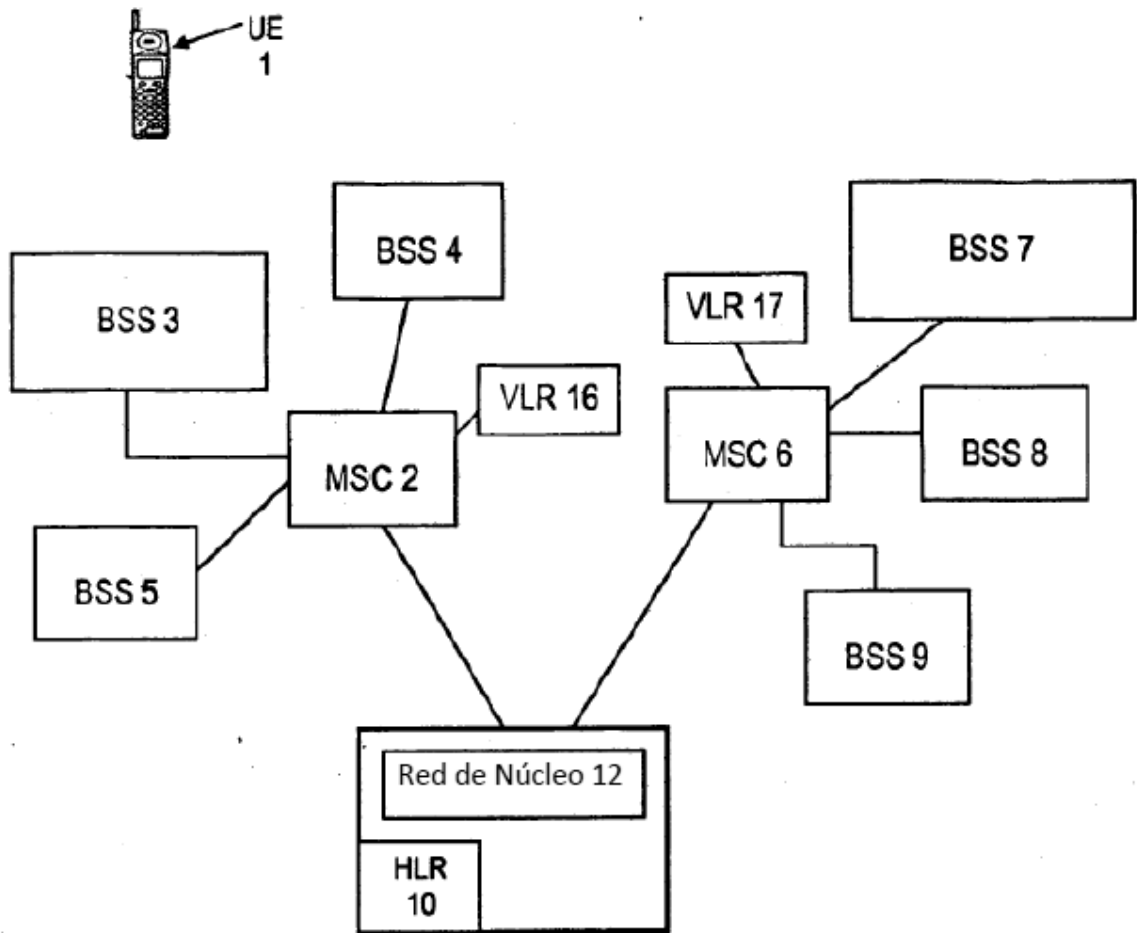 UE
1
BSS 4
BSS 7
BSS 3
VLR 17
VLR 16
MSC 6
BSS 8
MSC 2
BSS 5
BSS 9
Red de Núcleo 12
HLR
10